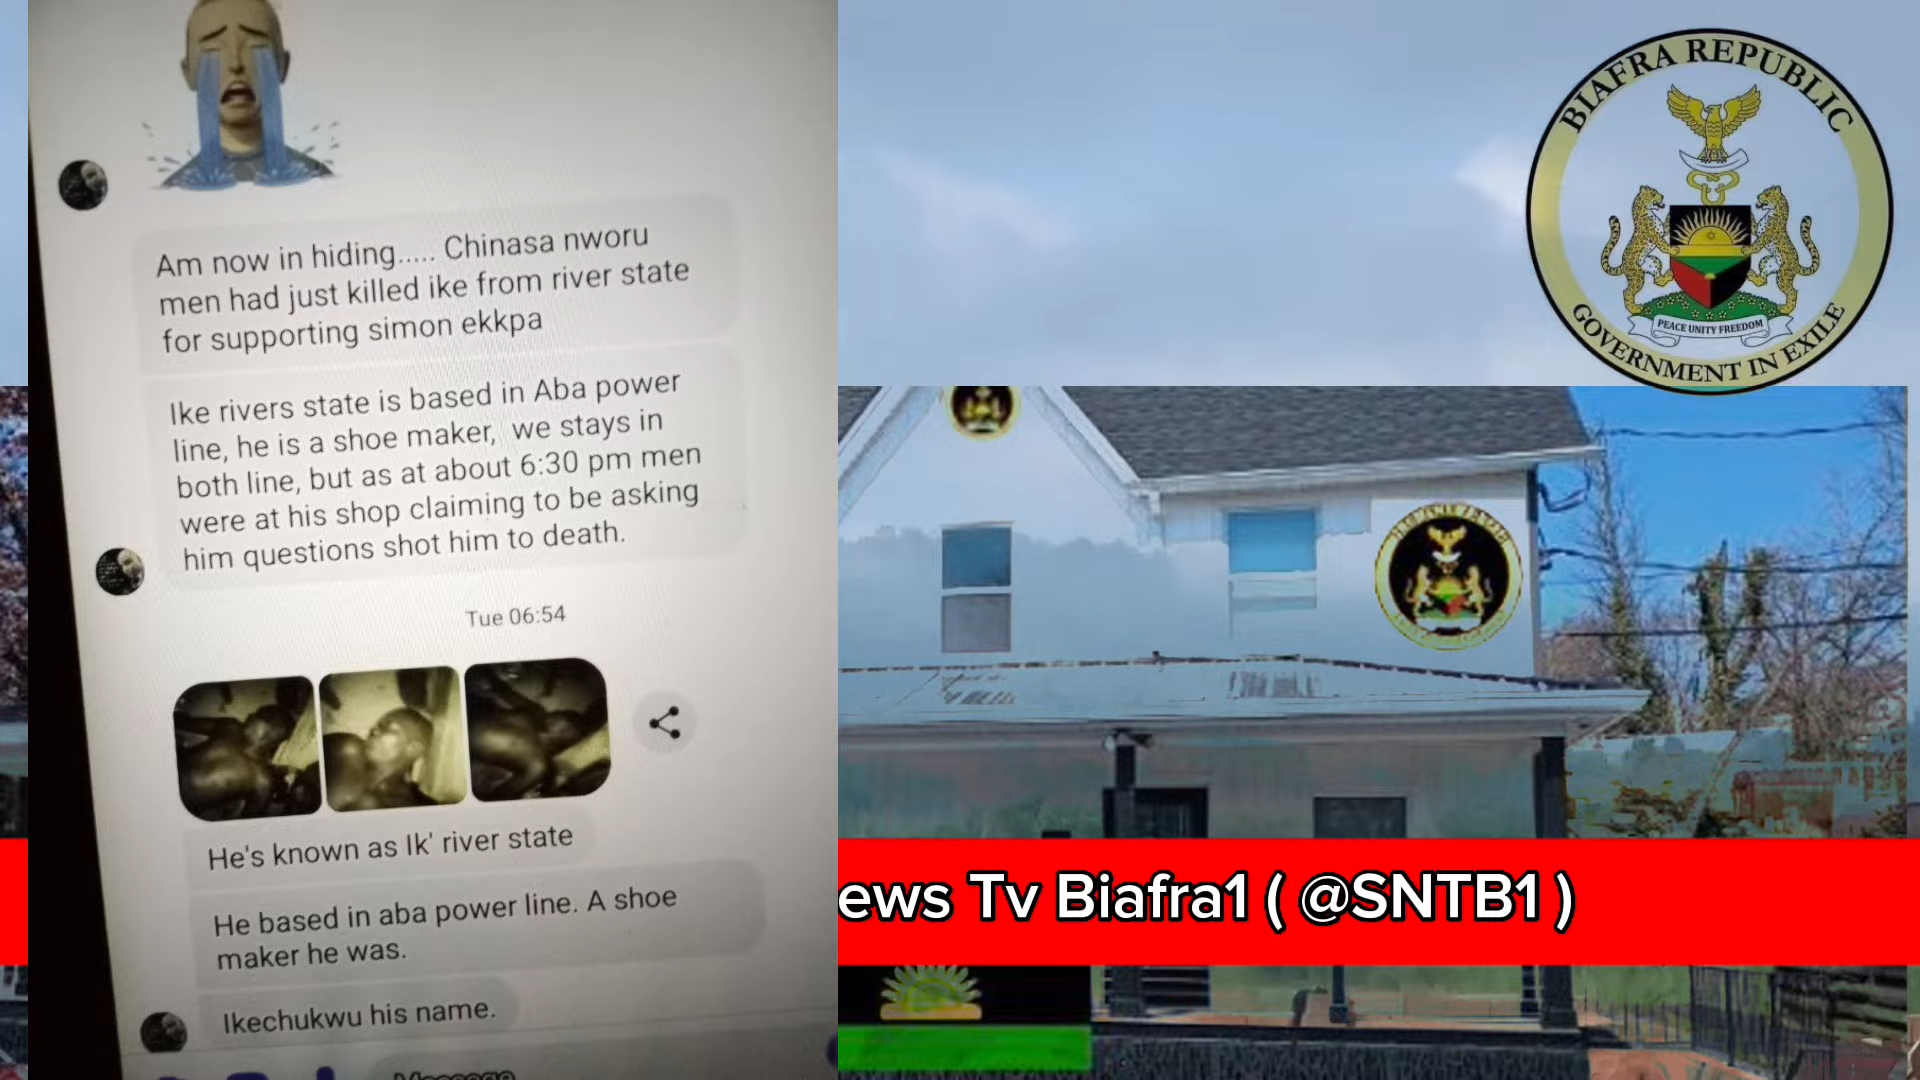 Am now in hiding..... Chinasa nworu
men had just killed ike from river state
for supporting simon ekkpa
Ike rivers state is based in Aba power
line, he is a shoe maker, we stays in
both line, but as at about 6:30 pm men
were at his shop claiming to be asking
him questions shot him to death.
Tue 06:54
He's known as Ik' river state
He based in aba power line. A shoe
maker he was.
Ikechukwu his name.
Message
BIAFRA REPUBLIC
PEACE UNITY FREEDOM
GOVERNMENT IN EXILE
ews Tv Biafra1 ( @SNTB1 )